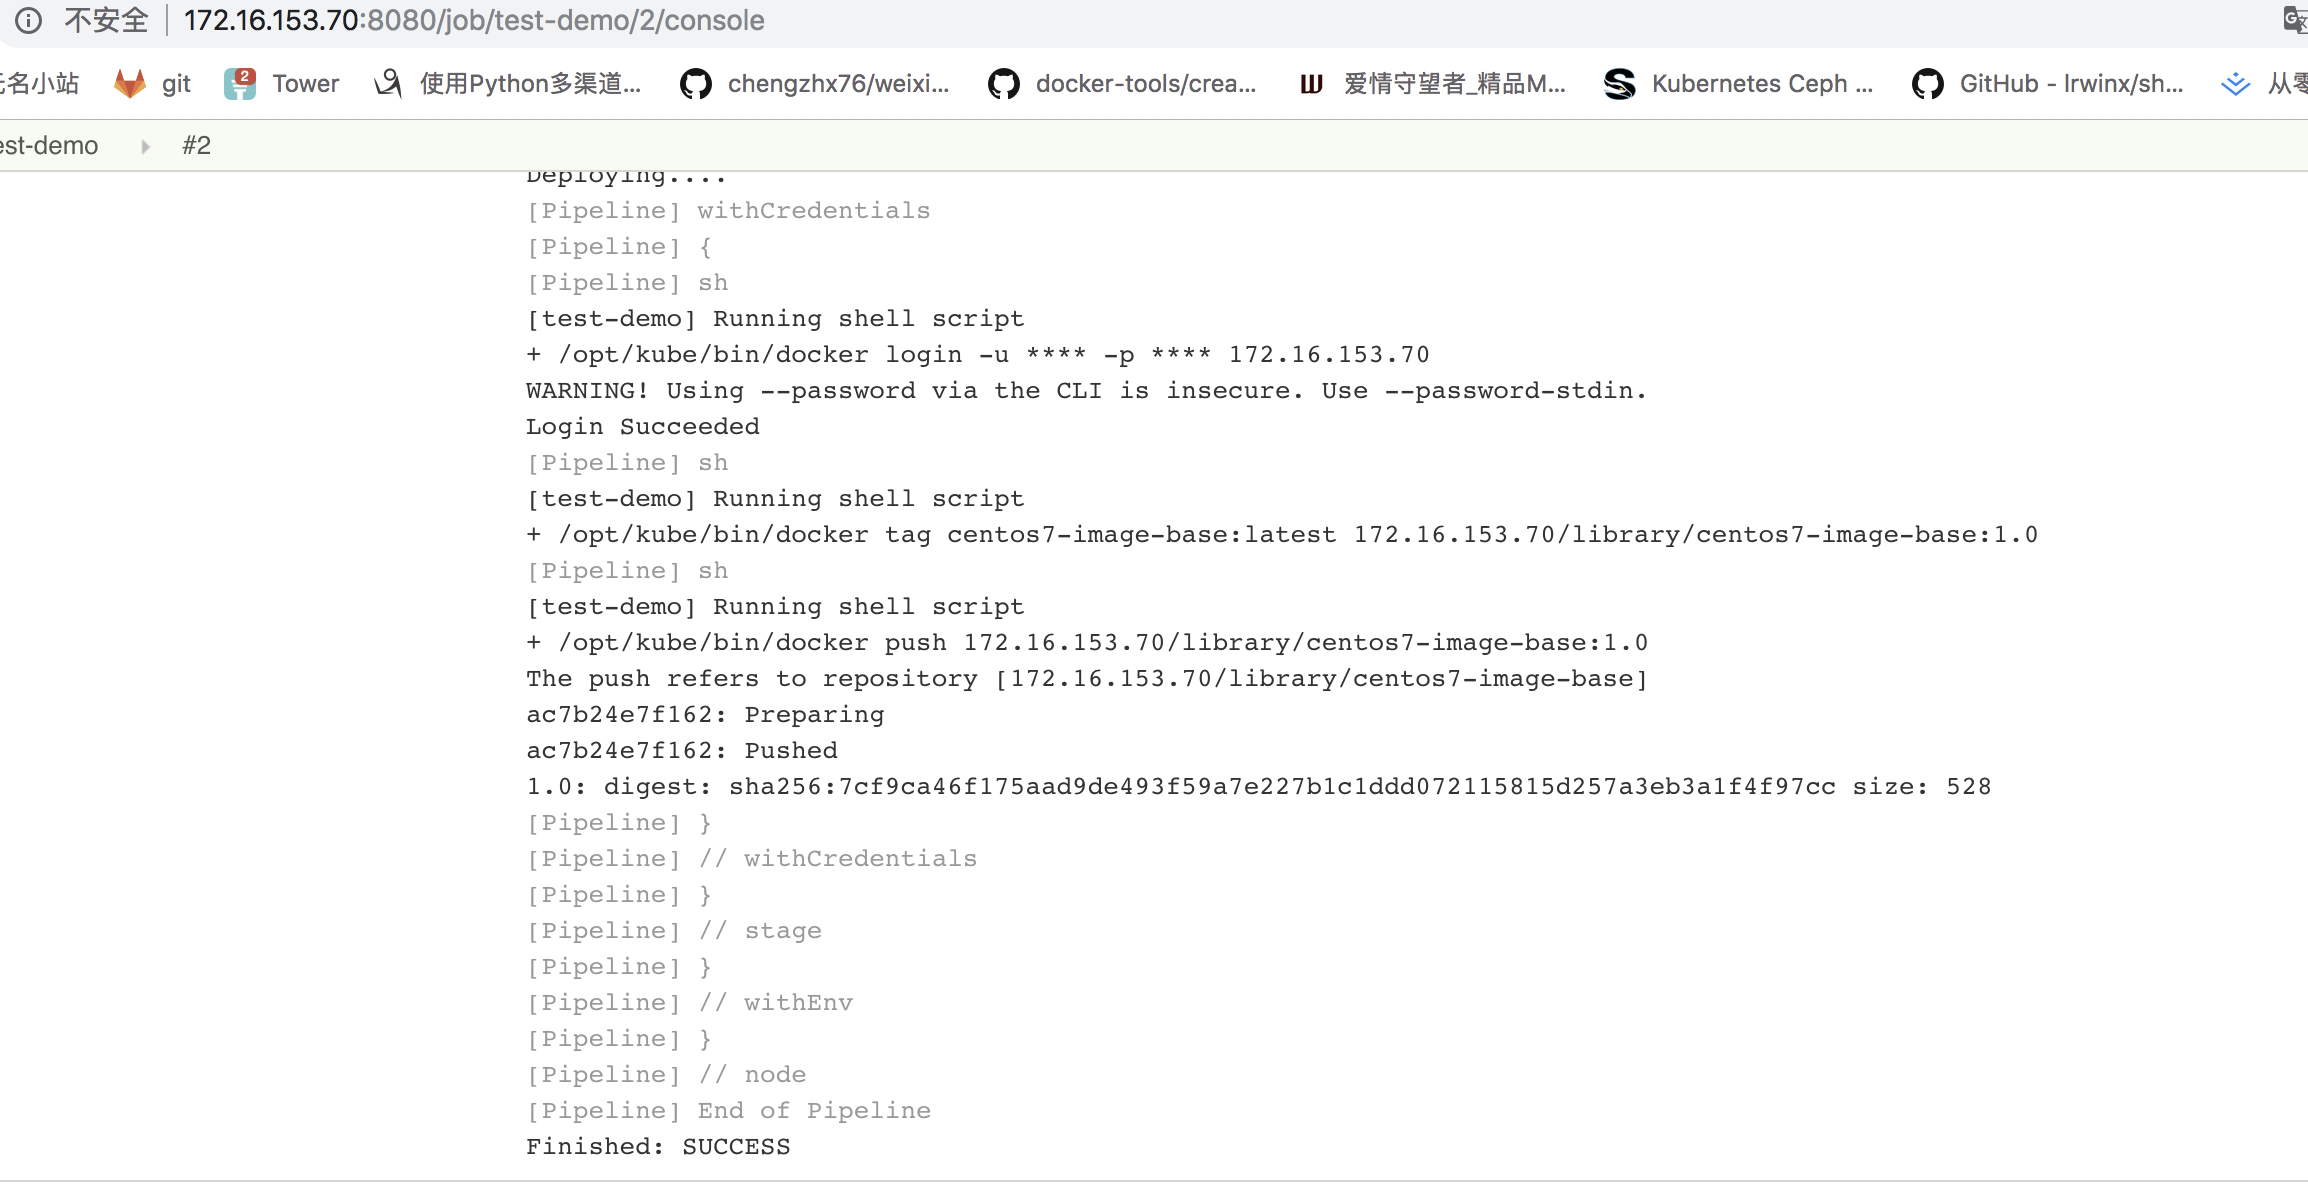 不安全 172.16.153.70:8080/job/test-demo/2/console
名小站 git 2 Tower 使用Python多渠道... chengzhx76/weixi... docker-tools/crea... 爱情守望者_精品M... Kubernetes Ceph ... GitHub - lrwinx/sh... 从零
est-demo #2
Deploying....
[Pipeline] withCredentials
[Pipeline] {
[Pipeline] sh
[test-demo] Running shell script
+ /opt/kube/bin/docker login -u **** -p **** 172.16.153.70
WARNING! Using --password via the CLI is insecure. Use --password-stdin.
Login Succeeded
[Pipeline] sh
[test-demo] Running shell script
+ /opt/kube/bin/docker tag centos7-image-base:latest 172.16.153.70/library/centos7-image-base:1.0
[Pipeline] sh
[test-demo] Running shell script
+ /opt/kube/bin/docker push 172.16.153.70/library/centos7-image-base:1.0
The push refers to repository [172.16.153.70/library/centos7-image-base]
ac7b24e7f162: Preparing
ac7b24e7f162: Pushed
1.0: digest: sha256:7cf9ca46f175aad9de493f59a7e227b1c1ddd072115815d257a3eb3a1f4f97cc size: 528
[Pipeline] }
[Pipeline] // withCredentials
[Pipeline] }
[Pipeline] // stage
[Pipeline] }
[Pipeline] // withEnv
[Pipeline] }
[Pipeline] // node
[Pipeline] End of Pipeline
Finished: SUCCESS